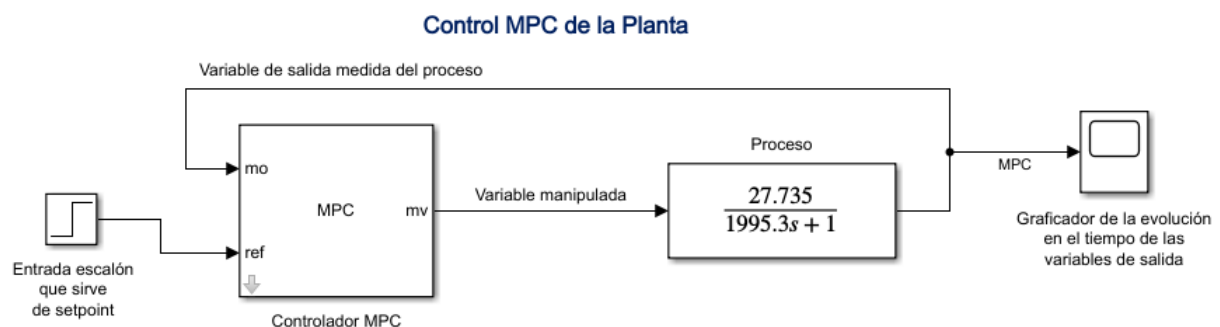 Control MPC de la Planta
Variable de salida medida del proceso
mo
MPC
mv
ref
Variable manipulada
Proceso
27.735
1995.3s + 1
MPC
Entrada escalón
que sirve
de setpoint
Controlador MPC
Graficador de la evolución
en el tiempo de las
variables de salida